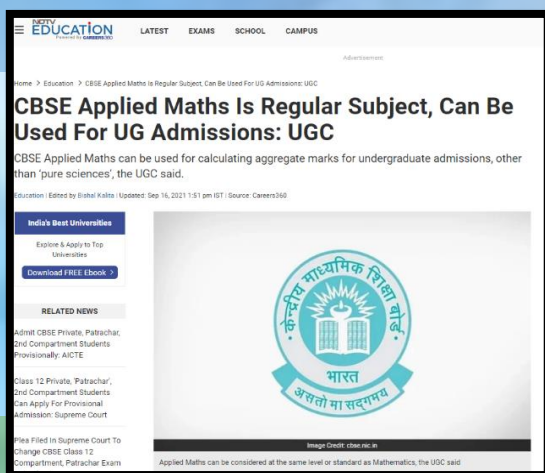 NDTV
EDUCATION
Powered by CAREERS360
LATEST EXAMS SCHOOL CAMPUS
Advertisement
Home > Education > CBSE Applied Maths Is Regular Subject, Can Be Used For UG Admissions: UGC
CBSE Applied Maths Is Regular Subject, Can Be
Used For UG Admissions: UGC
CBSE Applied Maths can be used for calculating aggregate marks for undergraduate admissions, other
than 'pure sciences', the UGC said.
Education | Edited by Bishal Kalita | Updated: Sep 16, 2021 1:51 pm IST | Source: Careers360
India's Best Universities
Explore & Apply to Top
Universities
Download FREE Ebook >
RELATED NEWS
Admit CBSE Private, Patrachar,
2nd Compartment Students
Provisionally: AICTE
Class 12 Private, 'Patrachar',
2nd Compartment Students
Can Apply For Provisional
Admission: Supreme Court
Plea Filed In Supreme Court To
Change CBSE Class 12
Compartment, Patrachar Exam
केन्द्रीय माध्यमिक शिक्षा बोर्ड
भारत
असतो मा सद्गमय
Image Credit: cbse.nic.in
Applied Maths can be considered at the same level or standard as Mathematics, the UGC said